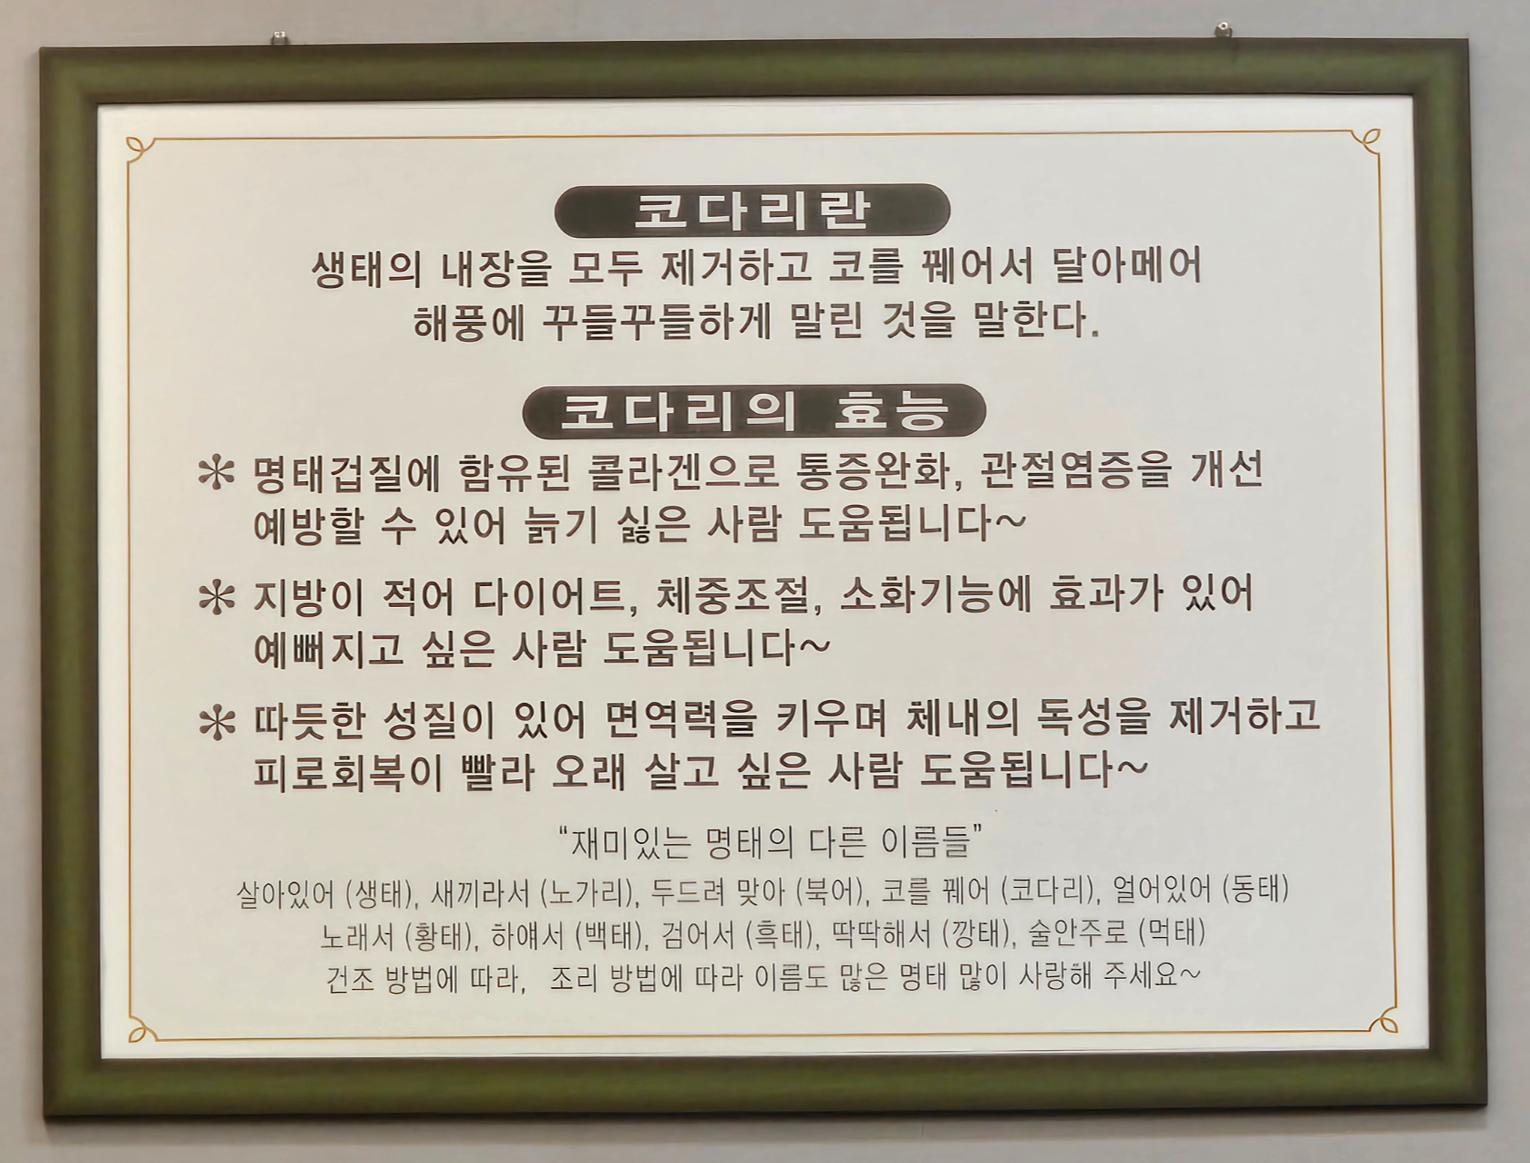 코다리란
생태의 내장을 모두 제거하고 코를 꿰어서 달아메어
해풍에 꾸들꾸들하게 말린 것을 말한다.
코다리의 효능
✻ 명태겁질에 함유된 콜라겐으로 통증완화, 관절염증을 개선
예방할 수 있어 늙기 싫은 사람 도움됩니다~
✻ 지방이 적어 다이어트, 체중조절, 소화기능에 효과가 있어
예뻐지고 싶은 사람 도움됩니다~
✻ 따듯한 성질이 있어 면역력을 키우며 체내의 독성을 제거하고
피로회복이 빨라 오래 살고 싶은 사람 도움됩니다~
“재미있는 명태의 다른 이름들”
살아있어 (생태), 새끼라서 (노가리), 두드려 맞아 (북어), 코를 꿰어 (코다리), 얼어있어 (동태)
노래서 (황태), 하얘서 (백태), 검어서 (흑태), 딱딱해서 (깡태), 술안주로 (먹태)
건조 방법에 따라, 조리 방법에 따라 이름도 많은 명태 많이 사랑해 주세요~